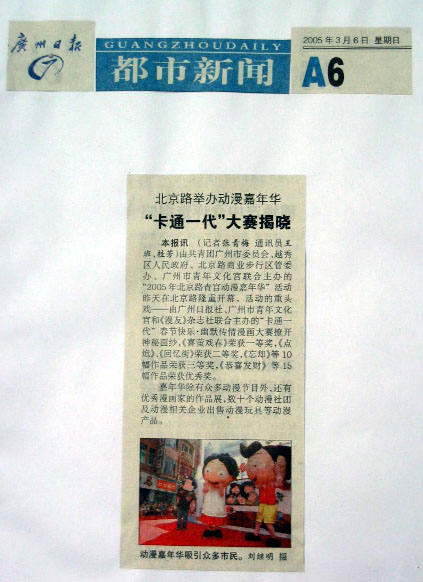 广州日报
GUANGZHOUDAILY
都市新闻
2005年3月6日 星期日
A6
北京路举办动漫嘉年华
“卡通一代”大赛揭晓
本报讯 (记者张青梅 通讯员王
班、杜芳)由共青团广州市委员会、越秀
区人民政府、北京路商业步行区管委
办、广州市青年文化宫联合主办的
“2005年北京路青宫动漫嘉年华”活动
昨天在北京路隆重开幕。活动的重头
戏——由广州日报社、广州市青年文化
宫和《漫友》杂志社联合主办的“卡通一
代”春节快乐·幽默传情漫画大赛撩开
神秘面纱,《喜萤戏春》荣获一等奖,《点
焰》、《回忆街》荣获二等奖,《忘却》等10
幅作品荣获三等奖,《恭喜发财》等15
幅作品荣获优秀奖。
嘉年华除有众多动漫节目外,还有
优秀漫画家的作品展,数十个动漫社团
及动漫相关企业出售动漫玩具等动漫
产品。
动漫嘉年华吸引众多市民。刘继明 摄